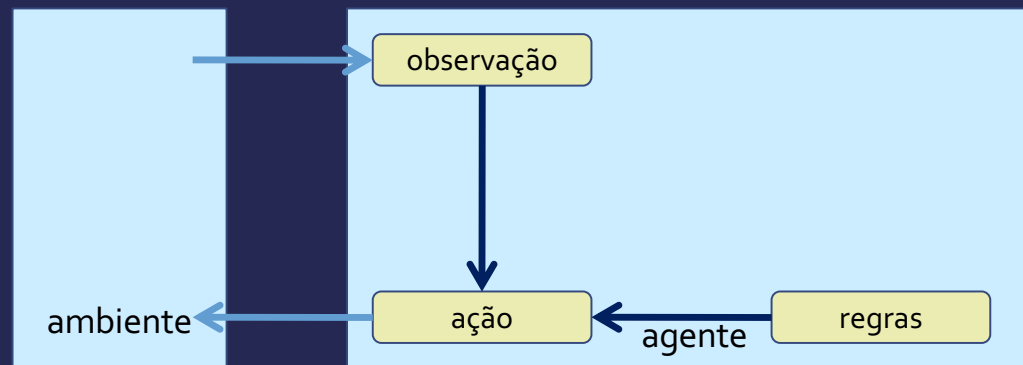 observação
ambiente
ação
agente
regras